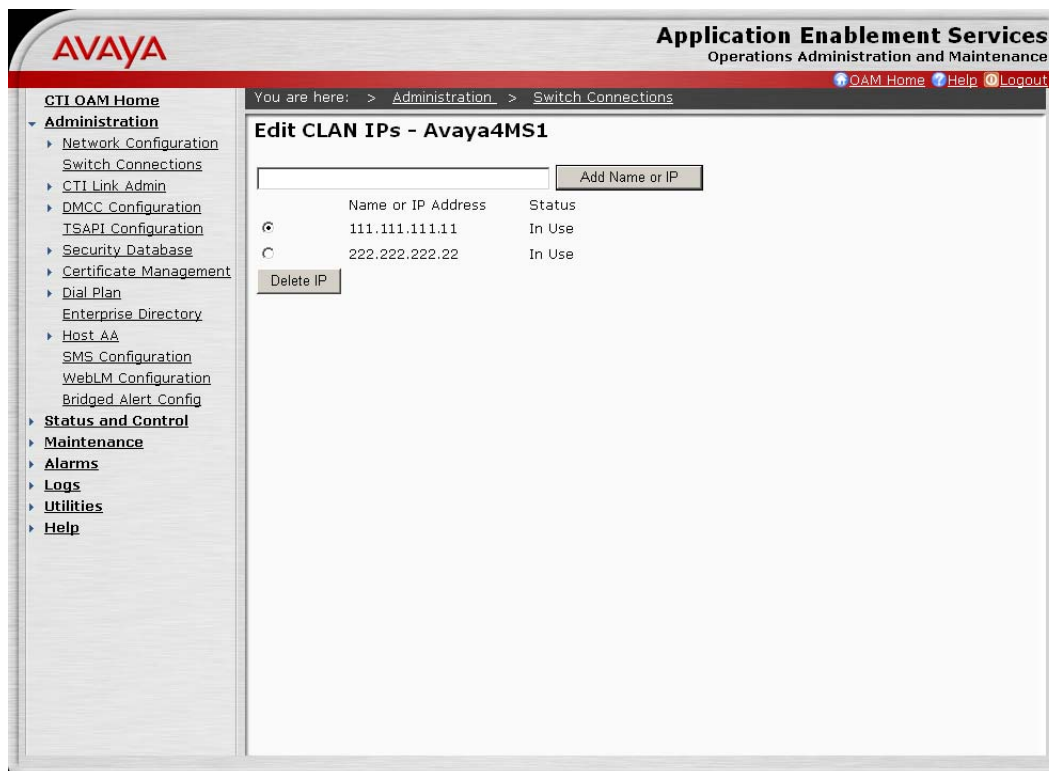 AVAYA
Application Enablement Services
Operations Administration and Maintenance
OAM Home Help Logout
CTI OAM Home
Administration
Network Configuration
Switch Connections
CTI Link Admin
DMCC Configuration
TSAPI Configuration
Security Database
Certificate Management
Dial Plan
Enterprise Directory
Host AA
SMS Configuration
WebLM Configuration
Bridged Alert Config
Status and Control
Maintenance
Alarms
Logs
Utilities
Help
You are here: > Administration > Switch Connections
Edit CLAN IPs - Avaya4MS1
Add Name or IP
Name or IP Address Status
111.111.111.11 In Use
222.222.222.22 In Use
Delete IP